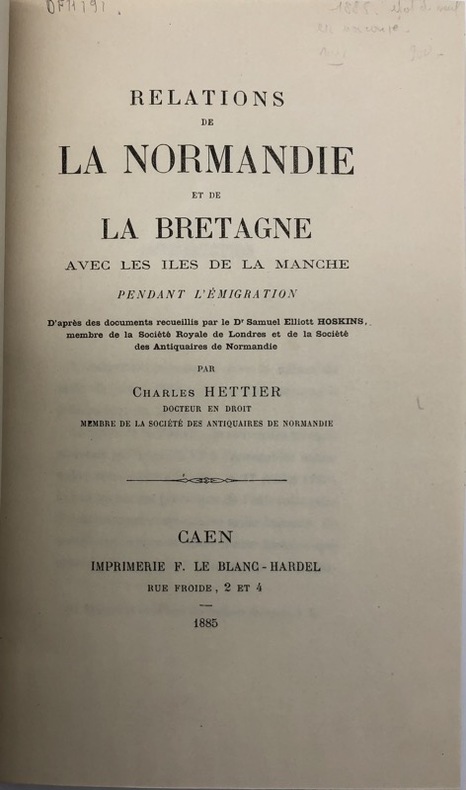 RELATIONS
DE
LA NORMANDIE
ET DE
LA BRETAGNE
AVEC LES ILES DE LA MANCHE
PENDANT L'ÉMIGRATION
D'après des documents recueillis par le Dr Samuel Elliott HOSKINS,
membre de la Société Royale de Londres et de la Société
des Antiquaires de Normandie
PAR
CHARLES HETTIER
DOCTEUR EN DROIT
MEMBRE DE LA SOCIÉTÉ DES ANTIQUAIRES DE NORMANDIE
CAEN
IMPRIMERIE F. LE BLANC-HARDEL
RUE FROIDE, 2 ET 4
1885